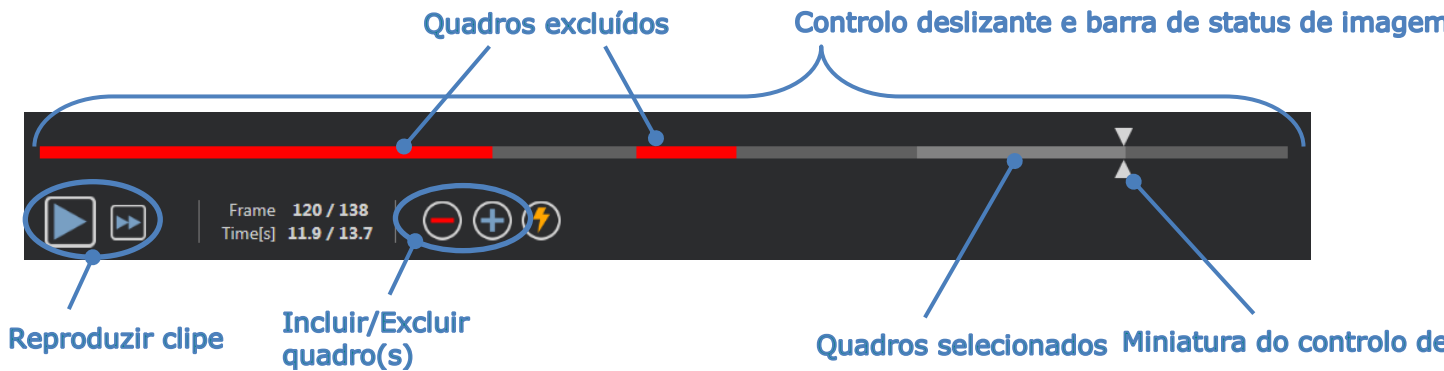 Quadros excluídos
Controlo deslizante e barra de status de imagem
Frame 120 / 138
Time[s] 11.9 / 13.7
Reproduzir clipe
Incluir/Excluir
quadro(s)
Quadros selecionados
Miniatura do controlo de